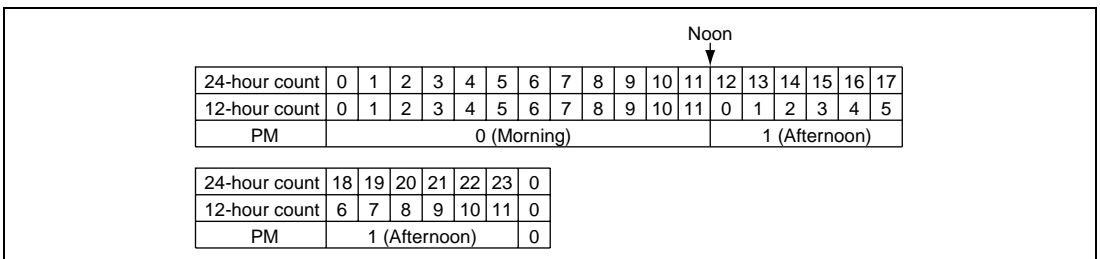 Noon
24-hour count 0 1 2 3 4 5 6 7 8 9 10 11 12 13 14 15 16 17
12-hour count 0 1 2 3 4 5 6 7 8 9 10 11 0 1 2 3 4 5
PM 0 (Morning) 1 (Afternoon)
24-hour count 18 19 20 21 22 23 0
12-hour count 6 7 8 9 10 11 0
PM 1 (Afternoon) 0